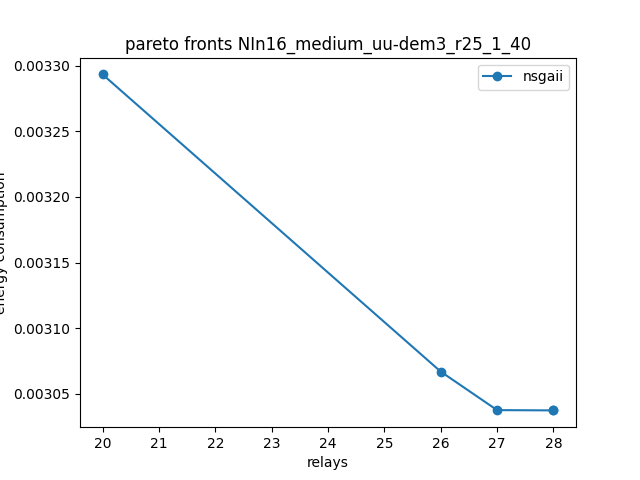 pareto fronts NIn16_medium_uu-dem3_r25_1_40
nsgaii
0.00330
0.00325
0.00320
0.00315
0.00310
0.00305
energy consumption
20 21 22 23 24 25 26 27 28
relays